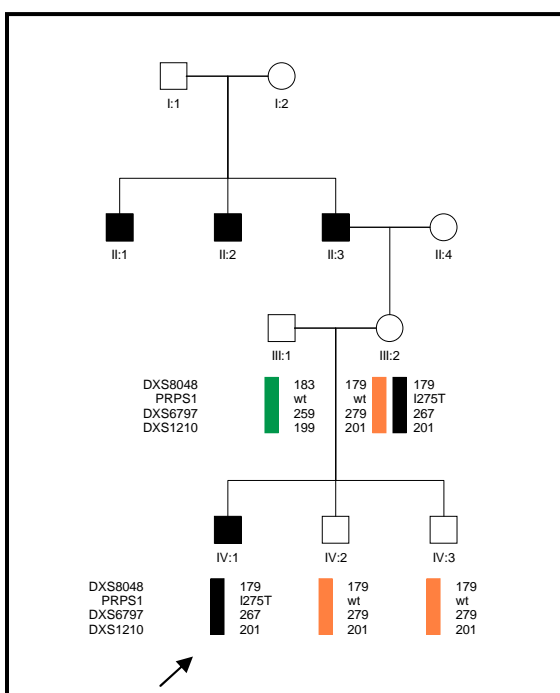 I:1 I:2
II:1 II:2 II:3 II:4
III:1 III:2
DXS8048 183 179 179
PRPS1 wt wt I275T
DXS6797 259 279 267
DXS1210 199 201 201
IV:1 IV:2 IV:3
DXS8048 179 179 179
PRPS1 I275T wt wt
DXS6797 267 279 279
DXS1210 201 201 201